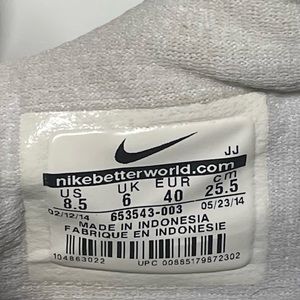 JJ
nikebetterworld.com
US UK EUR cm
8.5 6 40 25.5
02/12/14 653543-003 05/23/14
MADE IN INDONESIA
FABRIQUE EN INDONESIE
104863022 UPC 00885179872302